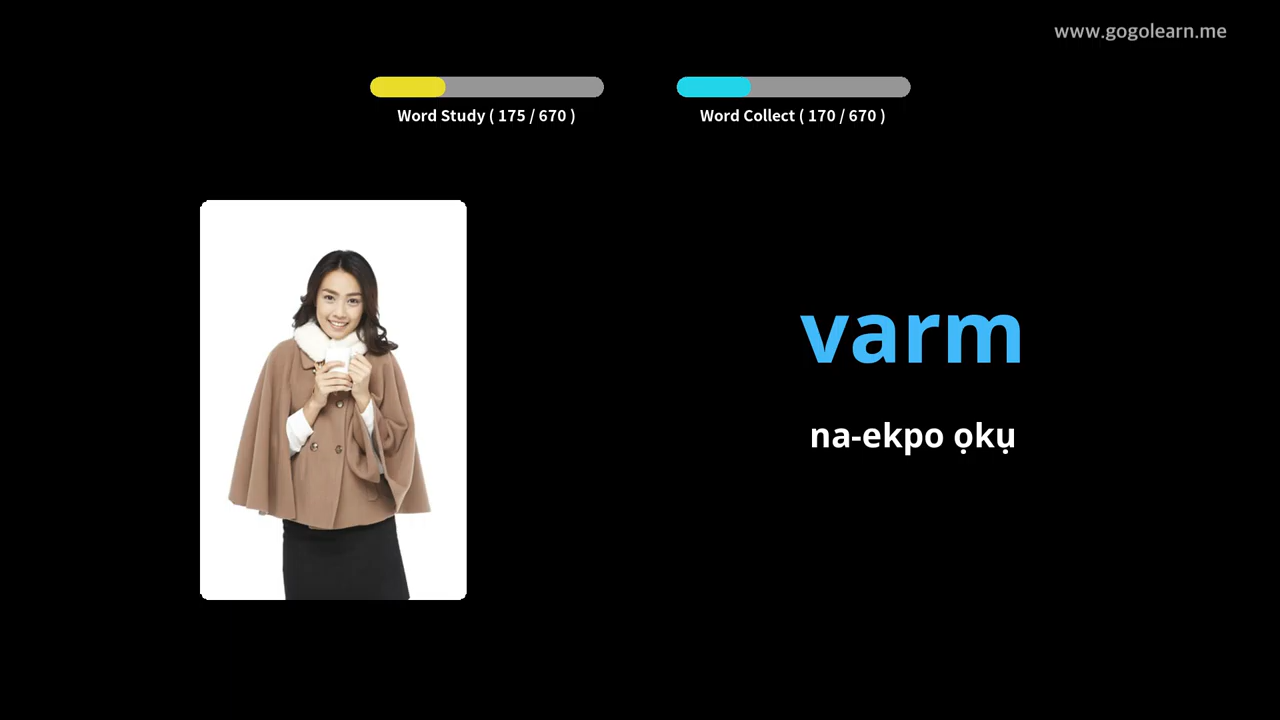 www.gogolearn.me
Word Study ( 175 / 670 )
Word Collect ( 170 / 670 )
varm
na-ekpo ọkụ